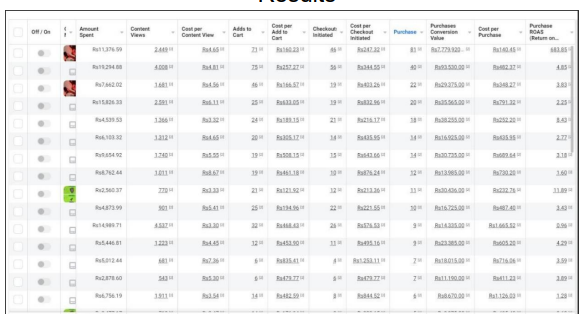 Results
Off / On Amount Spent Content Views Cost per Content View Adds to Cart Cost per Add to Cart Checkout Initiated Cost per Checkout Initiated Purchase Purchases Conversion Value Cost per Purchase Purchase ROAS (Return on...
Rs11,376.59 2,449 Rs4.65 71 Rs160.23 46 Rs247.32 81 Rs7,779,923... Rs140.45 683.85
Rs19,294.88 4,008 Rs4.81 75 Rs257.27 56 Rs344.55 40 Rs93,530.00 Rs482.37 4.85
Rs7,662.02 1,681 Rs4.56 46 Rs166.57 19 Rs403.26 22 Rs29,375.00 Rs348.27 3.83
Rs15,826.33 2,591 Rs6.11 25 Rs633.05 19 Rs832.96 20 Rs35,565.00 Rs791.32 2.25
Rs4,539.53 1,366 Rs3.32 24 Rs189.15 21 Rs216.17 18 Rs38,255.00 Rs252.20 8.43
Rs6,103.32 1,312 Rs4.65 20 Rs305.17 14 Rs435.95 14 Rs16,925.00 Rs435.95 2.77
Rs9,654.92 1,740 Rs5.55 19 Rs508.15 15 Rs643.66 14 Rs30,735.00 Rs689.64 3.18
Rs8,762.44 1,011 Rs8.67 19 Rs461.18 10 Rs876.24 12 Rs13,985.00 Rs730.20 1.60
Rs2,560.37 770 Rs3.33 21 Rs121.92 12 Rs213.36 11 Rs30,436.00 Rs232.76 11.89
Rs4,873.99 901 Rs5.41 25 Rs194.96 22 Rs221.55 10 Rs16,725.00 Rs487.40 3.43
Rs14,989.71 4,537 Rs3.30 32 Rs468.43 26 Rs576.53 9 Rs14,335.00 Rs1,665.52 0.96
Rs5,446.81 1,223 Rs4.45 12 Rs453.90 11 Rs495.16 9 Rs23,385.00 Rs605.20 4.29
Rs5,012.44 681 Rs7.36 6 Rs835.41 4 Rs1,253.11 7 Rs18,015.00 Rs716.06 3.59
Rs2,878.60 543 Rs5.30 6 Rs479.77 6 Rs479.77 7 Rs11,190.00 Rs411.23 3.89
Rs6,756.19 1,911 Rs3.54 14 Rs482.59 8 Rs844.52 6 Rs8,670.00 Rs1,126.03 1.28